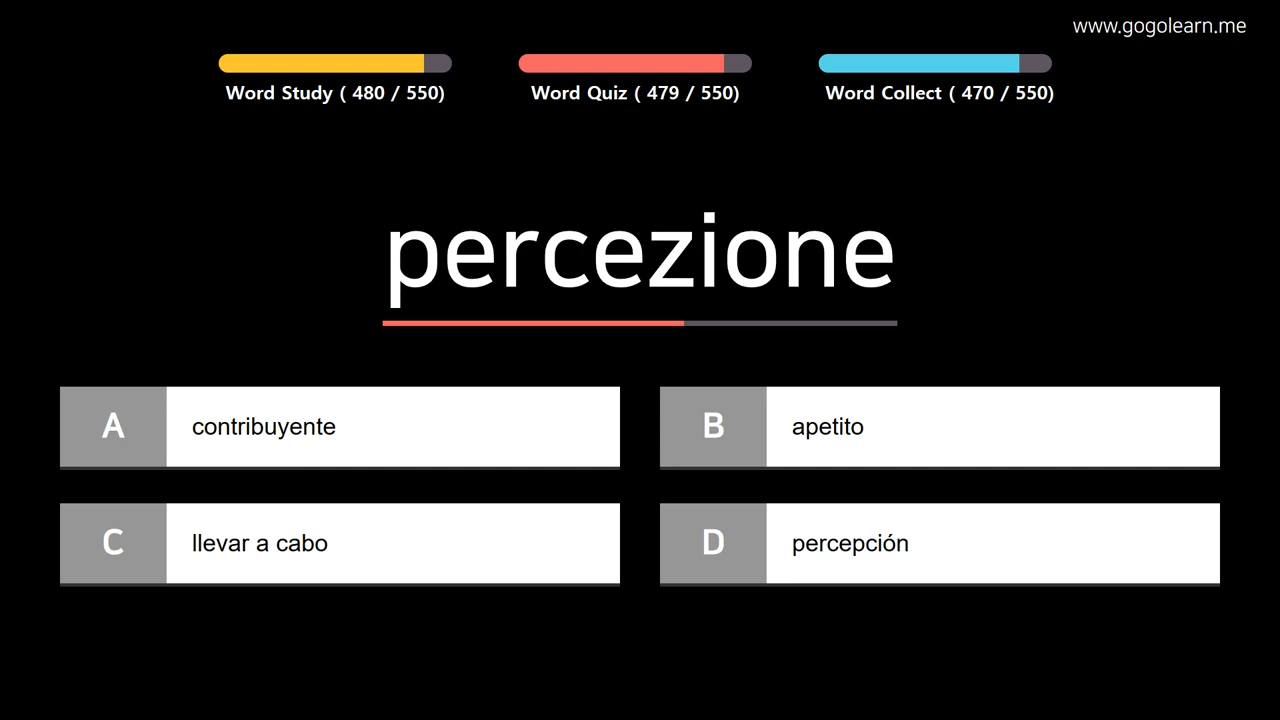 www.gogolearn.me
Word Study ( 480 / 550)
Word Quiz ( 479 / 550)
Word Collect ( 470 / 550)
percezione
A
contribuyente
B
apetito
C
llevar a cabo
D
percepción